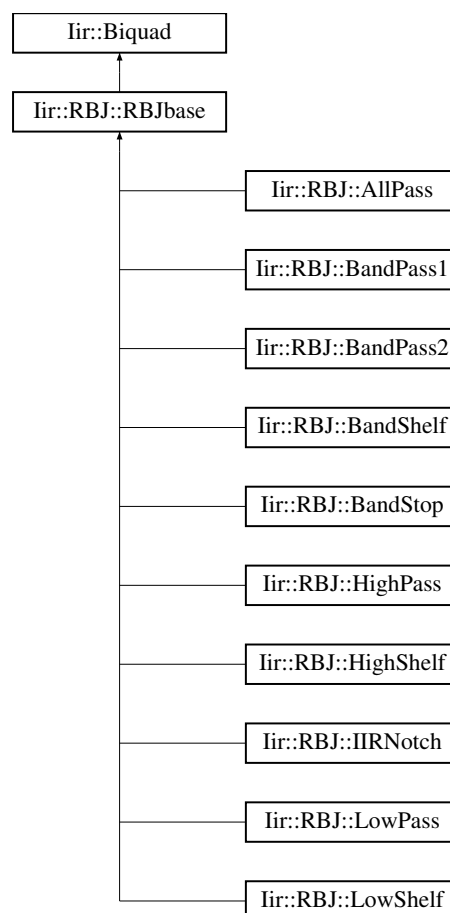 Iir::Biquad
Iir::RBJ::RBJbase
Iir::RBJ::AllPass
Iir::RBJ::BandPass1
Iir::RBJ::BandPass2
Iir::RBJ::BandShelf
Iir::RBJ::BandStop
Iir::RBJ::HighPass
Iir::RBJ::HighShelf
Iir::RBJ::IIRNotch
Iir::RBJ::LowPass
Iir::RBJ::LowShelf